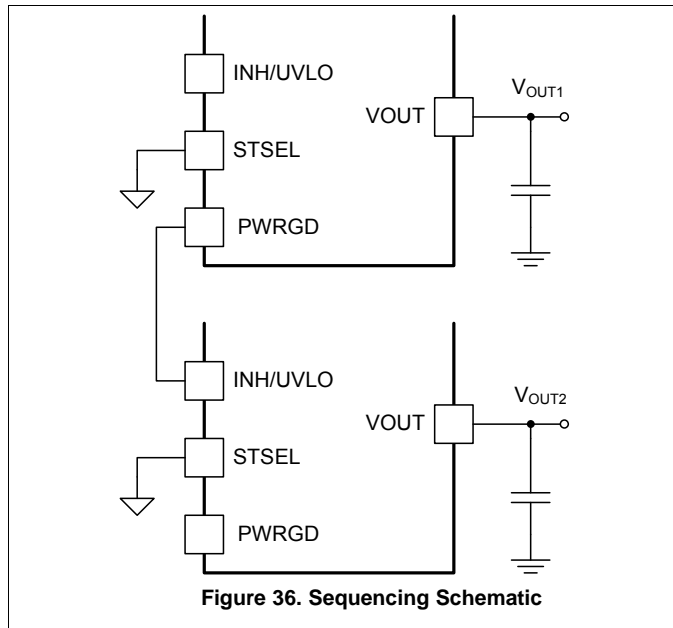 INH/UVLO
VOUT
VOUT1
STSEL
PWRGD
INH/UVLO
VOUT
VOUT2
STSEL
PWRGD
Figure 36. Sequencing Schematic